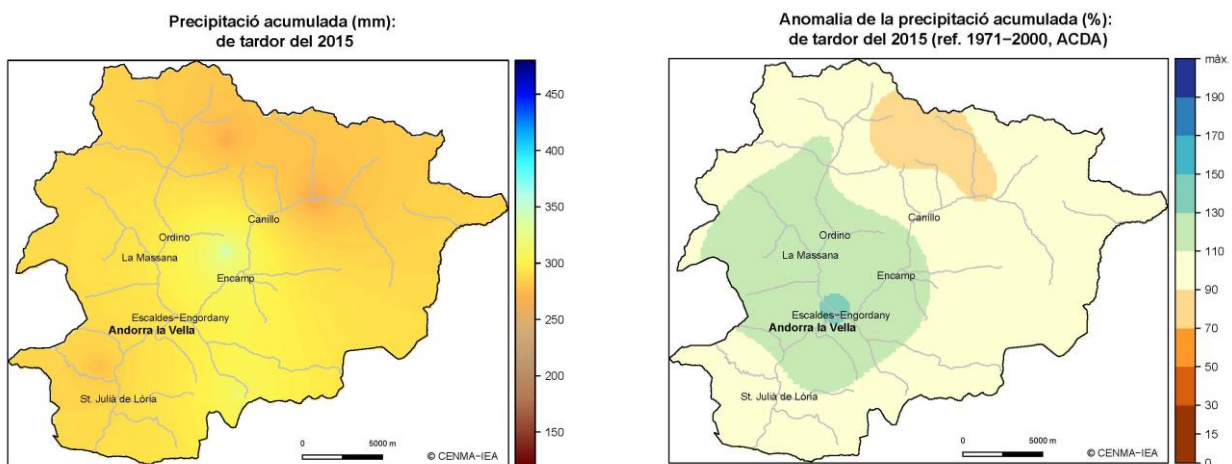 Precipitació acumulada (mm):
de tardor del 2015
Canillo
Ordino
La Massana
Encamp
Escaldes-Engordany
Andorra la Vella
St. Julià de Lòria
0 5000 m
© CENMA-IEA
450
400
350
300
250
200
150
Anomalia de la precipitació acumulada (%):
de tardor del 2015 (ref. 1971-2000, ACDA)
Canillo
Ordino
La Massana
Encamp
Escaldes-Engordany
Andorra la Vella
St. Julià de Lòria
0 5000 m
© CENMA-IEA
màx.
190
170
150
130
110
90
70
50
30
15
0